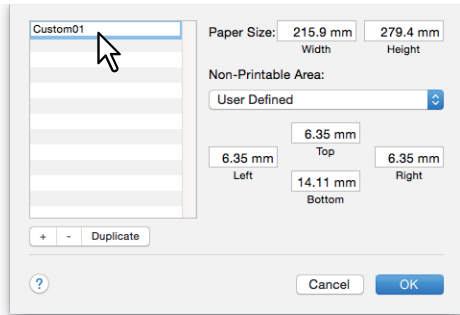 Custom01
Paper Size: 215.9 mm 279.4 mm
Width Height
Non-Printable Area:
User Defined
6.35 mm
Top
6.35 mm 6.35 mm
Left Right
14.11 mm
Bottom
+ - Duplicate
? Cancel OK